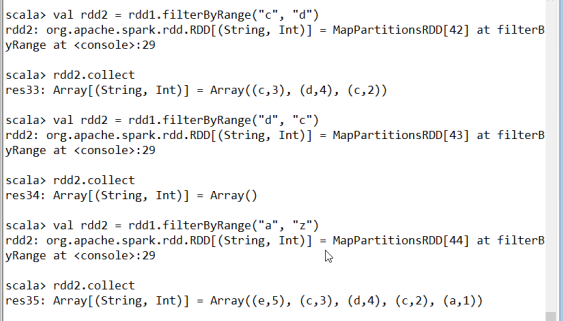 scala> val rdd2 = rdd1.filterByRange("c", "d")
rdd2: org.apache.spark.rdd.RDD[(String, Int)] = MapPartitionsRDD[42] at filterB
yRange at <console>:29
scala> rdd2.collect
res33: Array[(String, Int)] = Array((c,3), (d,4), (c,2))
scala> val rdd2 = rdd1.filterByRange("d", "c")
rdd2: org.apache.spark.rdd.RDD[(String, Int)] = MapPartitionsRDD[43] at filterB
yRange at <console>:29
scala> rdd2.collect
res34: Array[(String, Int)] = Array()
scala> val rdd2 = rdd1.filterByRange("a", "z")
rdd2: org.apache.spark.rdd.RDD[(String, Int)] = MapPartitionsRDD[44] at filterB
yRange at <console>:29
scala> rdd2.collect
res35: Array[(String, Int)] = Array((e,5), (c,3), (d,4), (c,2), (a,1))